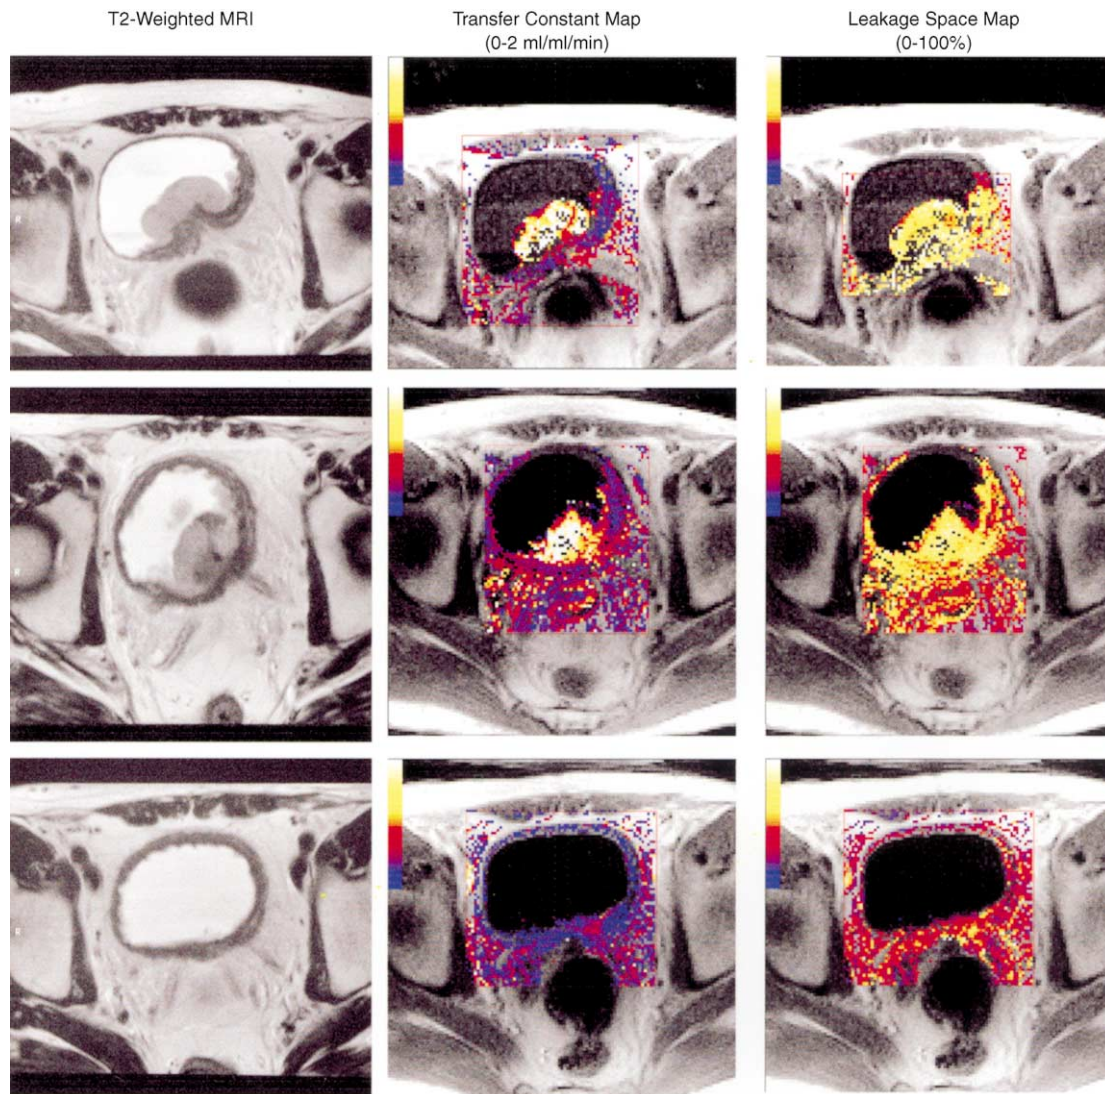 T2-Weighted MRI
Transfer Constant Map
(0-2 ml/ml/min)
Leakage Space Map
(0-100%)
R
R
R